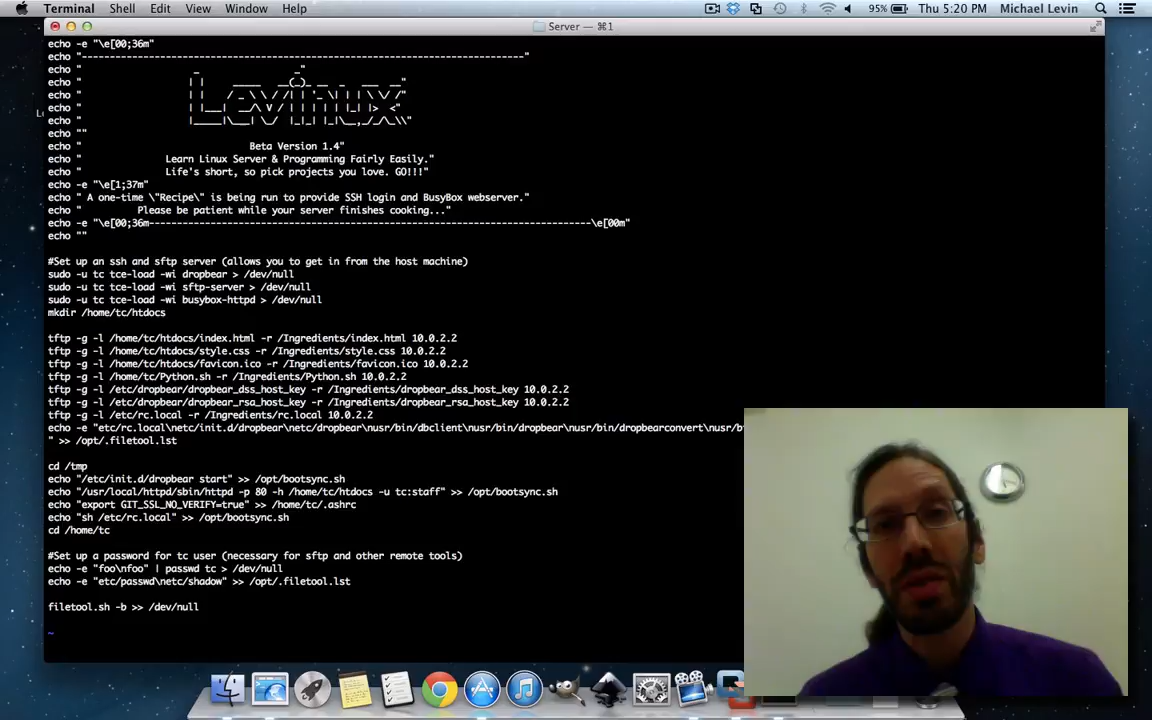 Terminal Shell Edit View Window Help 95% Thu 5:20 PM Michael Levin
Server — ⌘1
echo -e "\e[00;36m"
echo "--------------------------------------------------------------------------"
echo " _ _"
echo "
echo "
echo "
echo "
echo ""
echo " Beta Version 1.4"
echo " Learn Linux Server & Programming Fairly Easily."
echo " Life's short, so pick projects you love. GO!!!"
echo -e "\e[1;37m"
echo " A one-time \"Recipe\" is being run to provide SSH login and BusyBox webserver."
echo " Please be patient while your server finishes cooking..."
echo -e "\e[00;36m--------------------------------------------------------------------------\e[00m"
echo ""
#Set up an ssh and sftp server (allows you to get in from the host machine)
sudo -u tc tce-load -wi dropbear > /dev/null
sudo -u tc tce-load -wi sftp-server > /dev/null
sudo -u tc tce-load -wi busybox-httpd > /dev/null
mkdir /home/tc/htdocs
tftp -g -l /home/tc/htdocs/index.html -r /Ingredients/index.html 10.0.2.2
tftp -g -l /home/tc/htdocs/style.css -r /Ingredients/style.css 10.0.2.2
tftp -g -l /home/tc/htdocs/favicon.ico -r /Ingredients/favicon.ico 10.0.2.2
tftp -g -l /home/tc/Python.sh -r /Ingredients/Python.sh 10.0.2.2
tftp -g -l /etc/dropbear/dropbear_dss_host_key -r /Ingredients/dropbear_dss_host_key 10.0.2.2
tftp -g -l /etc/dropbear/dropbear_rsa_host_key -r /Ingredients/dropbear_rsa_host_key 10.0.2.2
tftp -g -l /etc/rc.local -r /Ingredients/rc.local 10.0.2.2
echo -e "etc/rc.local\netc/init.d/dropbear\netc/dropbear\nusr/bin/dbclient\nusr/bin/dropbear\nusr/bin/dropbearconvert\nusr/b
" >> /opt/.filetool.lst
cd /tmp
echo "/etc/init.d/dropbear start" >> /opt/bootsync.sh
echo "/usr/local/httpd/sbin/httpd -p 80 -h /home/tc/htdocs -u tc:staff" >> /opt/bootsync.sh
echo "export GIT_SSL_NO_VERIFY=true" >> /home/tc/.ashrc
echo "sh /etc/rc.local" >> /opt/bootsync.sh
cd /home/tc
#Set up a password for tc user (necessary for sftp and other remote tools)
echo -e "foo\nfoo" | passwd tc > /dev/null
echo -e "etc/passwd\netc/shadow" >> /opt/.filetool.lst
filetool.sh -b >> /dev/null
~